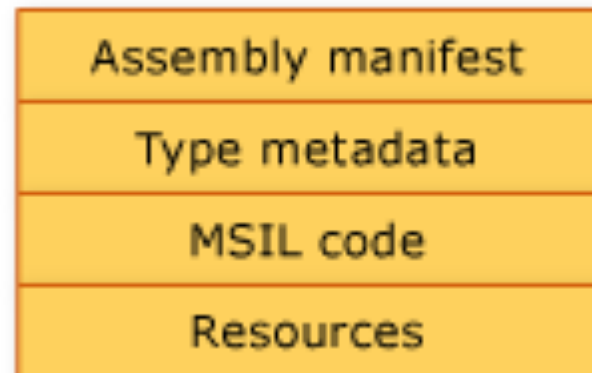 Assembly manifest
Type metadata
MSIL code
Resources